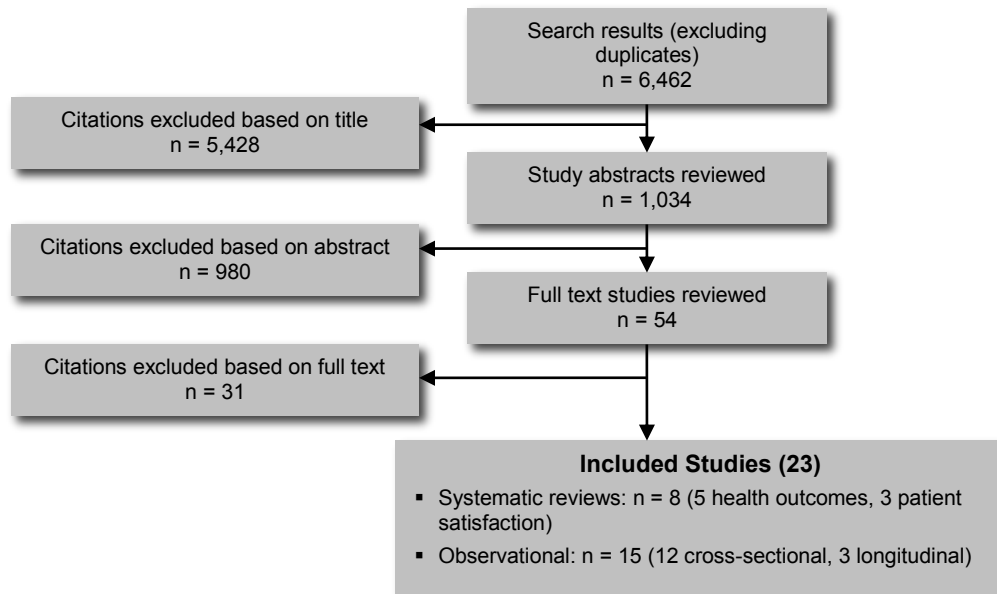 Search results (excluding
duplicates)
n = 6,462
Citations excluded based on title
n = 5,428
Study abstracts reviewed
n = 1,034
Citations excluded based on abstract
n = 980
Full text studies reviewed
n = 54
Citations excluded based on full text
n = 31
Included Studies (23)
▪ Systematic reviews: n = 8 (5 health outcomes, 3 patient
satisfaction)
▪ Observational: n = 15 (12 cross-sectional, 3 longitudinal)